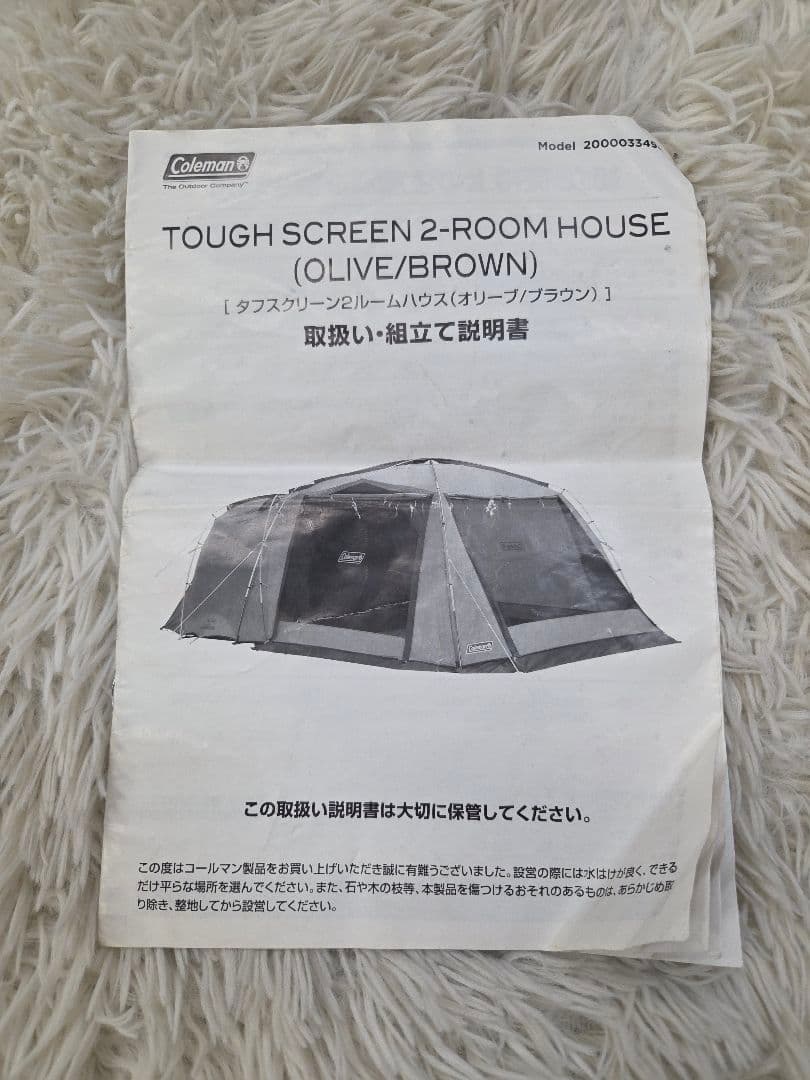 Coleman
The Outdoor Company™
Model
TOUGH SCREEN 2-ROOM HOUSE
(OLIVE/BROWN)
[ タフスクリーン2ルームハウス(オリーブ/ブラウン) ]
取扱い・組立て説明書
Coleman
Coleman
この取扱い説明書は大切に保管してください。
この度はコールマン製品をお買い上げいただき誠に有難うございました。設営の際には水はけが良く、できる
だけ平らな場所を選んでください。また、石や木の枝等、本製品を傷つけるおそれのあるものは、あらかじめ取
り除き、整地してから設営してください。